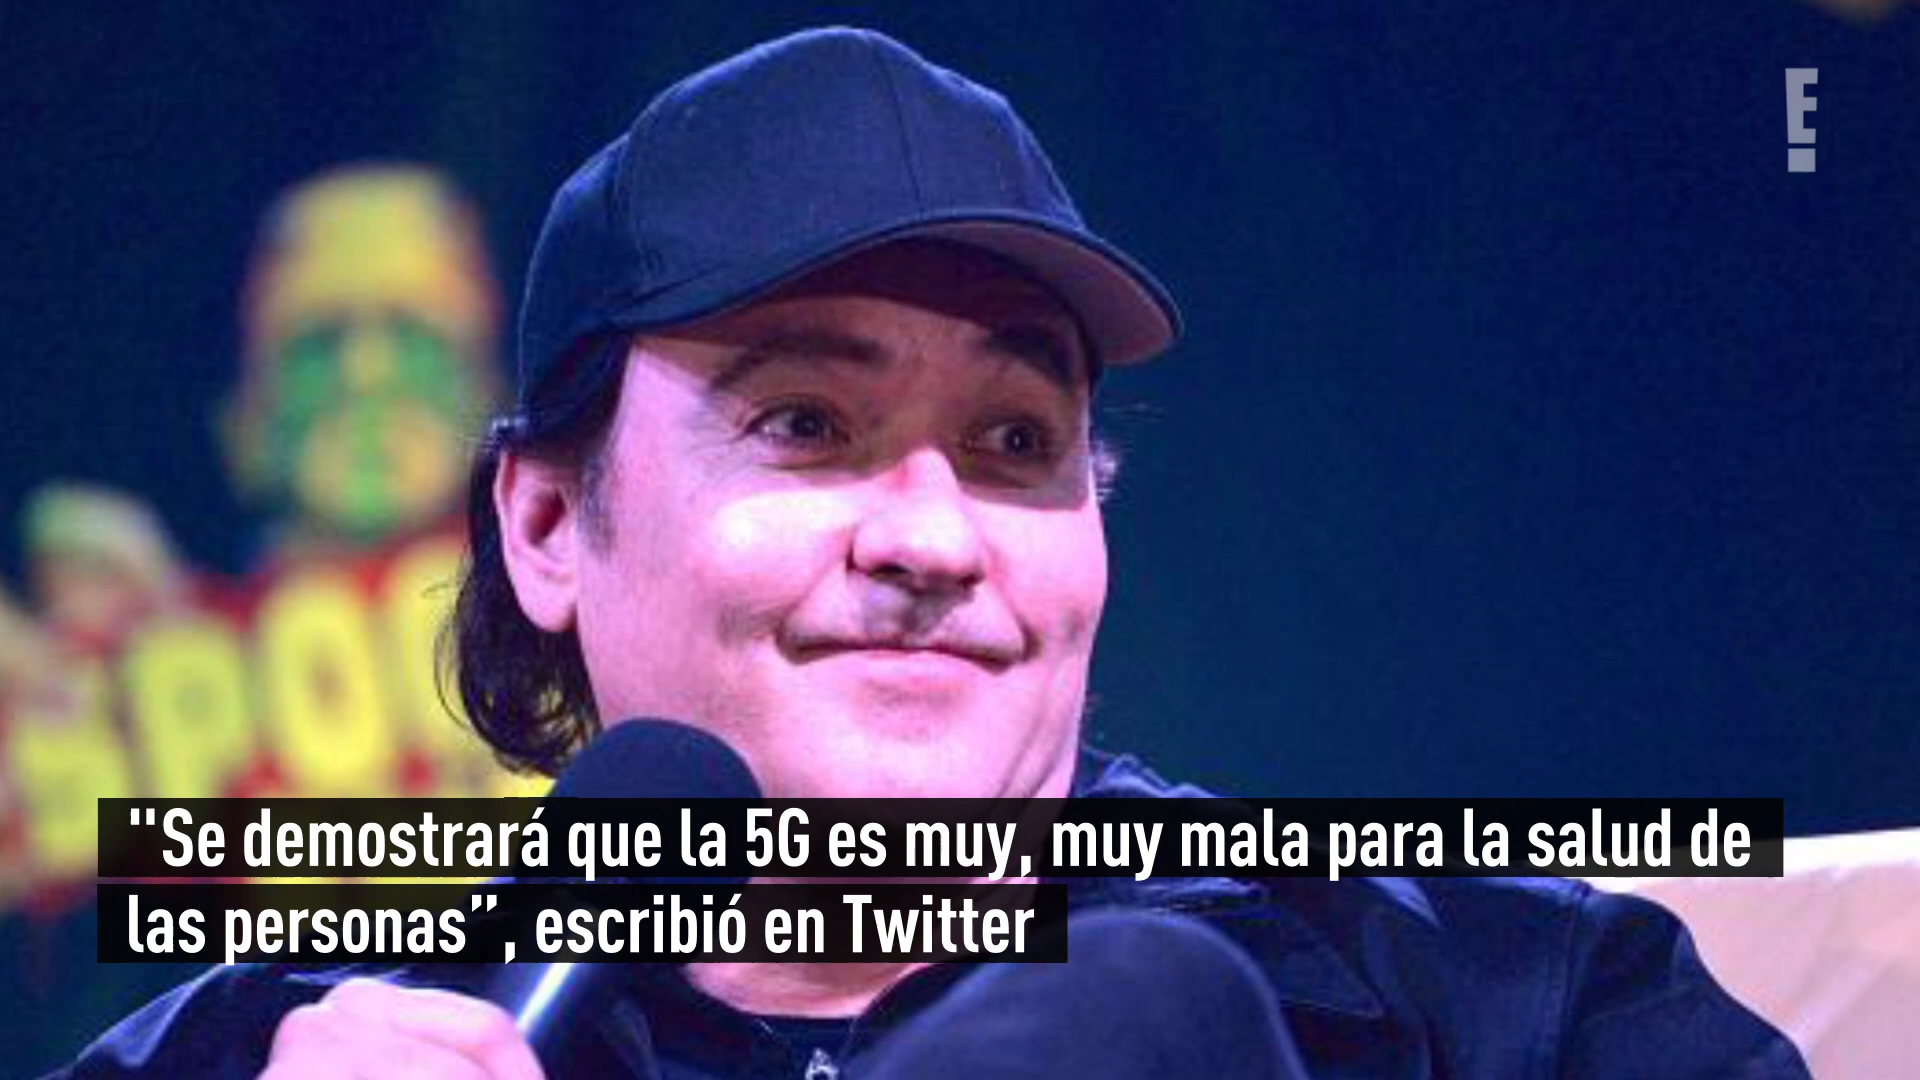 E!
"Se demostrará que la 5G es muy, muy mala para la salud de
las personas”, escribió en Twitter